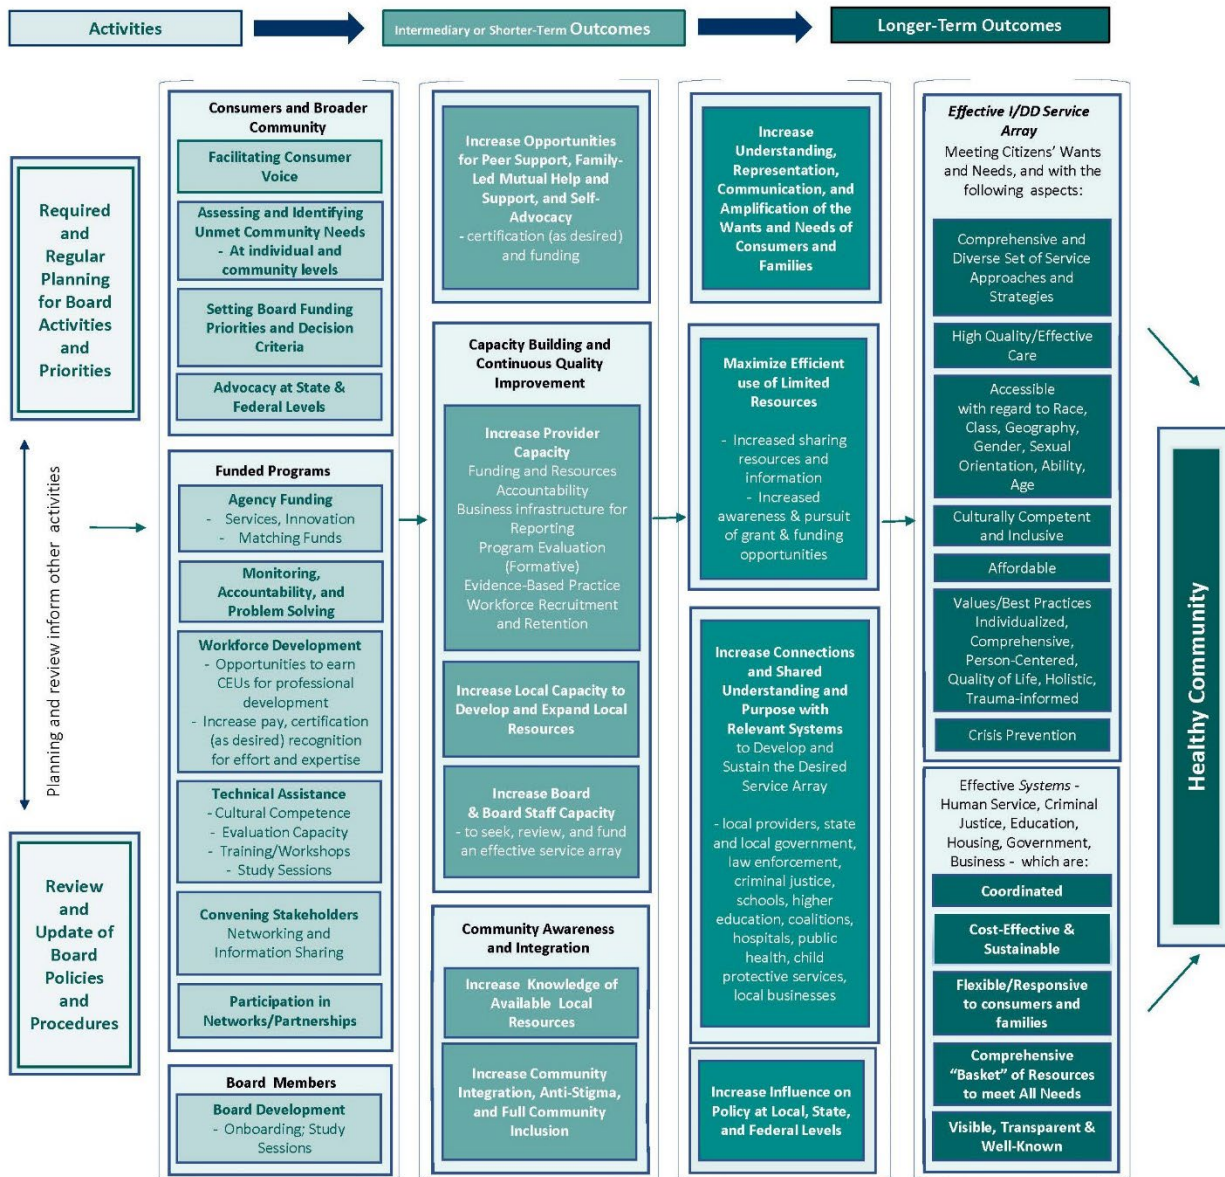 Activities
Intermediary or Shorter-Term Outcomes
Longer-Term Outcomes
Required
and
Regular
Planning
for Board
Activities
and
Priorities
Planning and review inform other activities
Review
and
Update of
Board
Policies
and
Procedures
Consumers and Broader
Community
Facilitating Consumer
Voice
Assessing and Identifying
Unmet Community Needs
- At individual and
community levels
Setting Board Funding
Priorities and Decision
Criteria
Advocacy at State &
Federal Levels
Funded Programs
Agency Funding
- Services, Innovation
- Matching Funds
Monitoring,
Accountability, and
Problem Solving
Workforce Development
- Opportunities to earn
CEUs for professional
development
- Increase pay, certification
(as desired) recognition
for effort and expertise
Technical Assistance
- Cultural Competence
- Evaluation Capacity
- Training/Workshops
- Study Sessions
Convening Stakeholders
Networking and
Information Sharing
Participation in
Networks/Partnerships
Board Members
Board Development
- Onboarding; Study
Sessions
Increase Opportunities
for Peer Support, Family-
Led Mutual Help and
Support, and Self-
Advocacy
- certification (as desired)
and funding
Capacity Building and
Continuous Quality
Improvement
Increase Provider
Capacity
Funding and Resources
Accountability
Business infrastructure for
Reporting
Program Evaluation
(Formative)
Evidence-Based Practice
Workforce Recruitment
and Retention
Increase Local Capacity to
Develop and Expand Local
Resources
Increase Board
& Board Staff Capacity
- to seek, review, and fund
an effective service array
Community Awareness
and Integration
Increase Knowledge of
Available Local
Resources
Increase Community
Integration, Anti-Stigma,
and Full Community
Inclusion
Increase
Understanding,
Representation,
Communication, and
Amplification of the
Wants and Needs of
Consumers and
Families
Maximize Efficient
use of Limited
Resources
- Increased sharing
resources and
information
- Increased
awareness & pursuit
of grant & funding
opportunities
Increase Connections
and Shared
Understanding and
Purpose with
Relevant Systems
to Develop and
Sustain the Desired
Service Array
- local providers, state
and local government,
law enforcement,
criminal justice,
schools, higher
education, coalitions,
hospitals, public
health, child
protective services,
local businesses
Increase Influence on
Policy at Local, State,
and Federal Levels
Effective I/DD Service
Array
Meeting Citizens' Wants
and Needs, and with the
following aspects:
Comprehensive and
Diverse Set of Service
Approaches and
Strategies
High Quality/Effective
Care
Accessible
with regard to Race,
Class, Geography,
Gender, Sexual
Orientation, Ability,
Age
Culturally Competent
and Inclusive
Affordable
Values/Best Practices
Individualized,
Comprehensive,
Person-Centered,
Quality of Life, Holistic,
Trauma-informed
Crisis Prevention
Effective Systems -
Human Service, Criminal
Justice, Education,
Housing, Government,
Business - which are:
Coordinated
Cost-Effective &
Sustainable
Flexible/Responsive
to consumers and
families
Comprehensive
"Basket" of Resources
to meet All Needs
Visible, Transparent &
Well-Known
Healthy Community